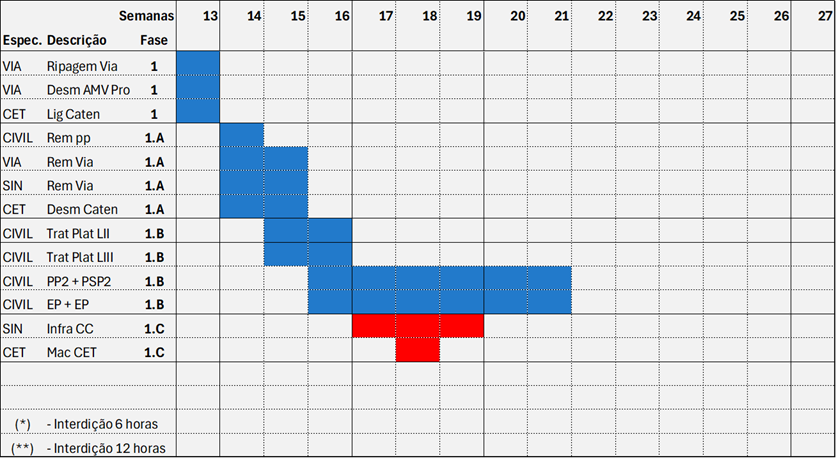 Semanas 13 14 15 16 17 18 19 20 21 22 23 24 25 26 27
Espec. Descrição Fase
VIA Ripagem Via 1
VIA Desm AMV Pro 1
CET Lig Caten 1
CIVIL Rem pp 1.A
VIA Rem Via 1.A
SIN Rem Via 1.A
CET Desm Caten 1.A
CIVIL Trat Plat LII 1.B
CIVIL Trat Plat LIII 1.B
CIVIL PP2 + PSP2 1.B
CIVIL EP + EP 1.B
SIN Infra CC 1.C
CET Mac CET 1.C
(*) - Interdição 6 horas
(**) - Interdição 12 horas